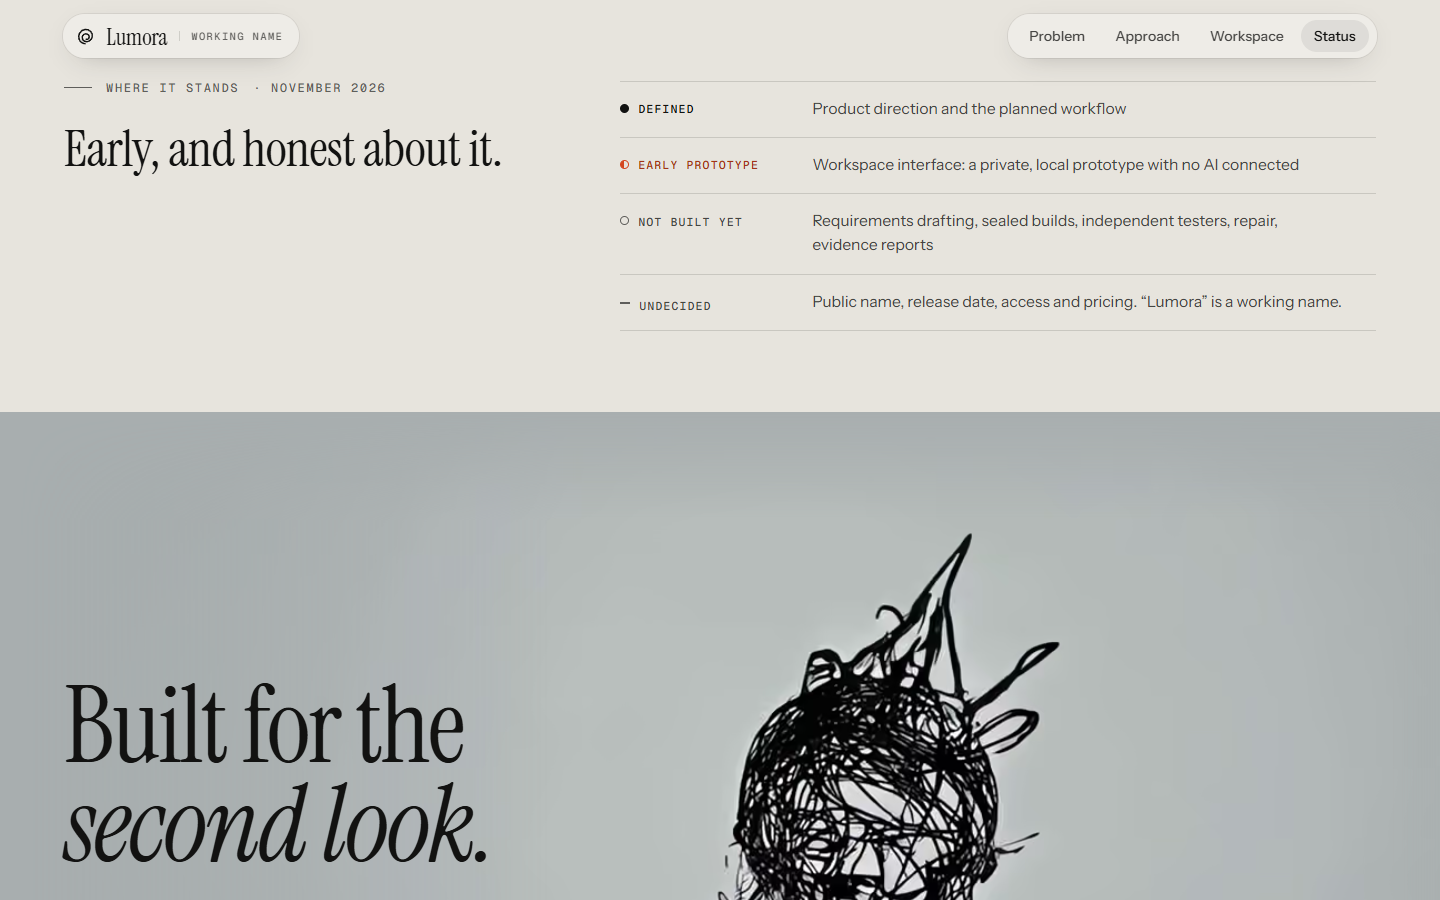 Lumora
WORKING NAME
Problem
Approach
Workspace
Status
WHERE IT STANDS · NOVEMBER 2026
Early, and honest about it.
DEFINED
Product direction and the planned workflow
EARLY PROTOTYPE
Workspace interface: a private, local prototype with no AI connected
NOT BUILT YET
Requirements drafting, sealed builds, independent testers, repair,
evidence reports
UNDECIDED
Public name, release date, access and pricing. “Lumora” is a working name.
Built for the
second look.